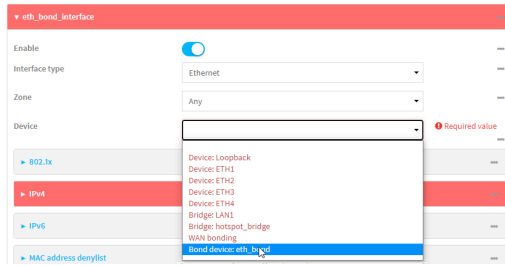 ▾ eth_bond_interface
Enable
Interface type
Ethernet
Zone
Any
Device
Required value
Device: Loopback
Device: ETH1
Device: ETH2
Device: ETH3
Device: ETH4
Bridge: LAN1
Bridge: hotspot_bridge
WAN bonding
Bond device: eth_bond
▸ 802.1x
▸ IPv4
▸ IPv6
▸ MAC address denylist